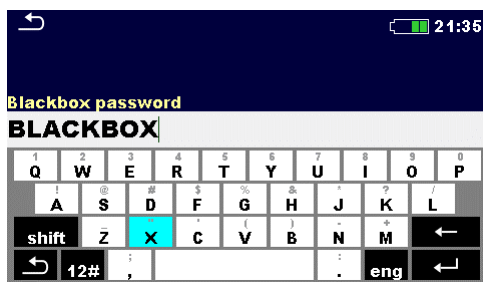 21:35
Blackbox password
BLACKBOX
1 2 3 4 5 6 7 8 9 0
Q W E R T Y U I O P
! @ # $ % & * ? /
A S D F G H J K L
_ " ' ( ) - +
shift Z X C V B N M
; :
12# , . eng